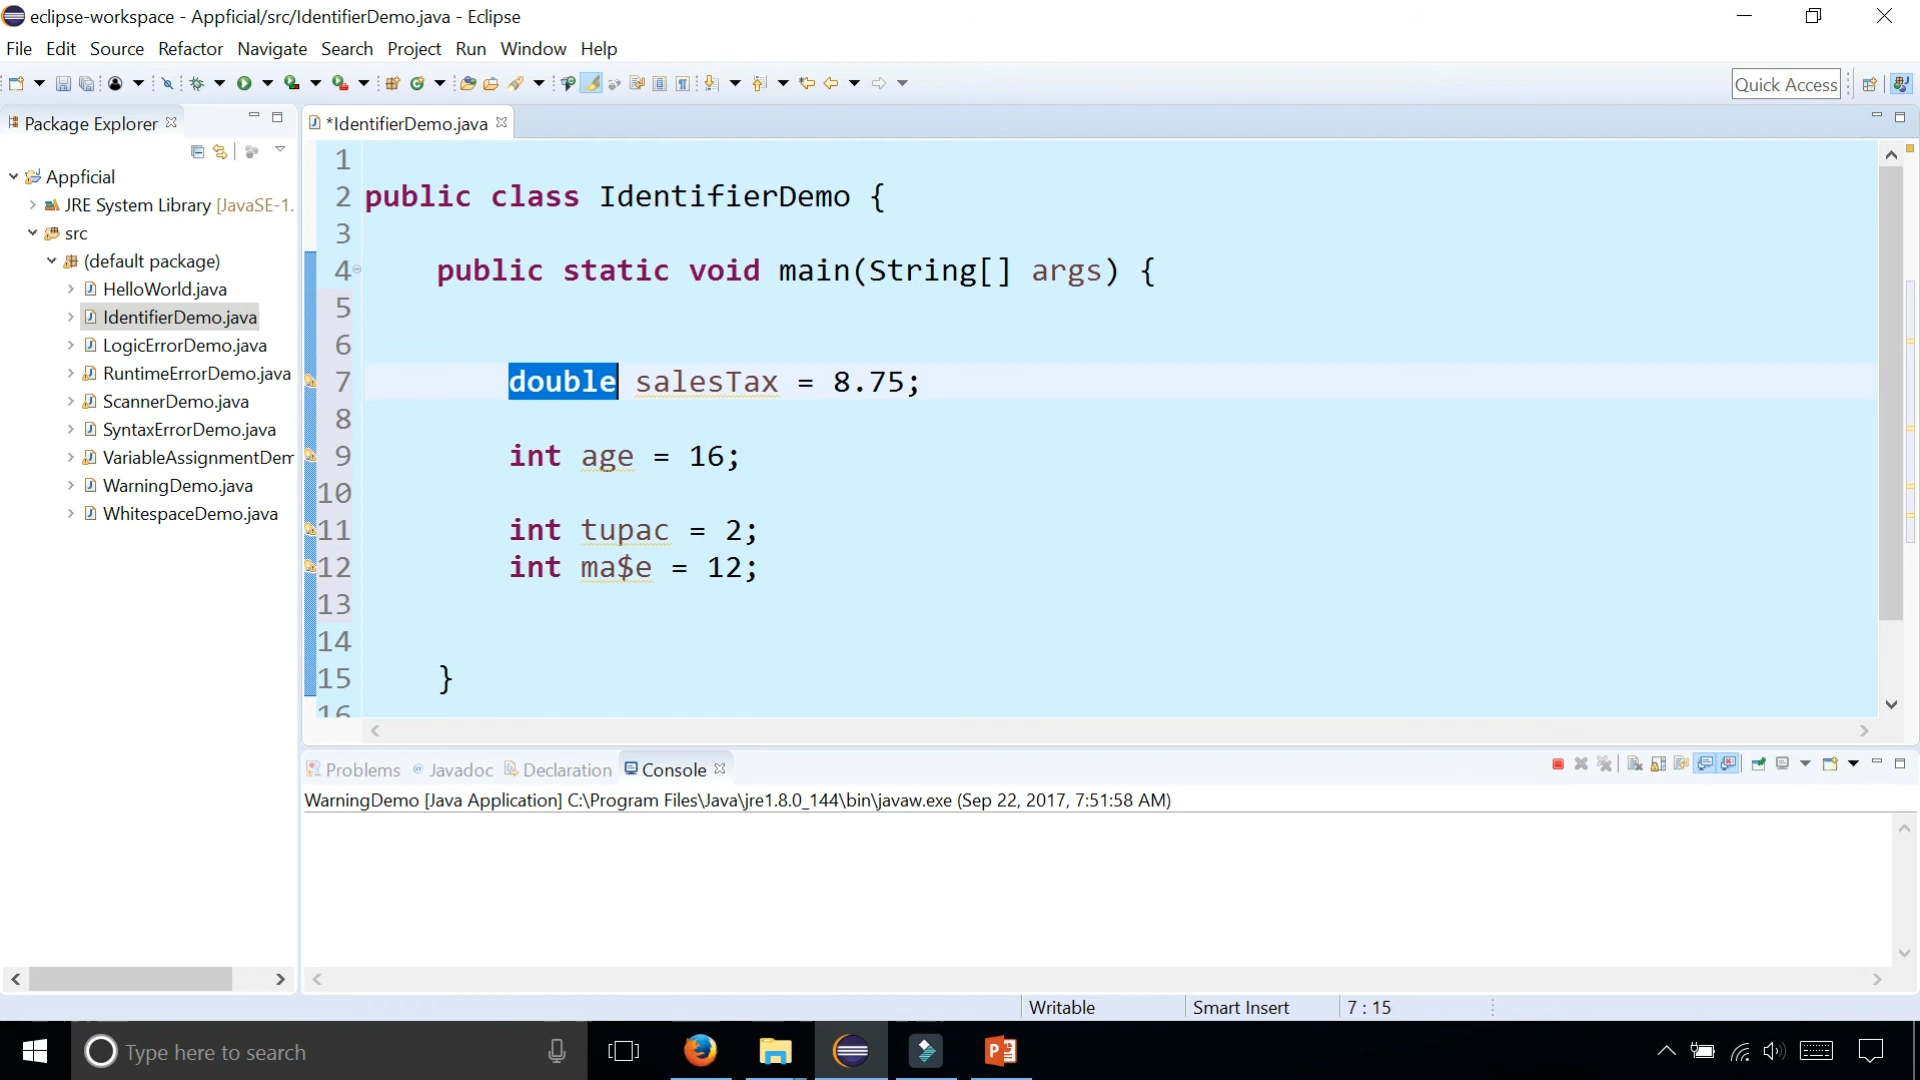 eclipse-workspace - Appficial/src/IdentifierDemo.java - Eclipse
File Edit Source Refactor Navigate Search Project Run Window Help
Quick Access
Package Explorer
*IdentifierDemo.java
Appficial
JRE System Library [JavaSE-1.
src
(default package)
HelloWorld.java
IdentifierDemo.java
LogicErrorDemo.java
RuntimeErrorDemo.java
ScannerDemo.java
SyntaxErrorDemo.java
VariableAssignmentDem
WarningDemo.java
WhitespaceDemo.java
1
2 public class IdentifierDemo {
3
4 public static void main(String[] args) {
5
6
7 double salesTax = 8.75;
8
9 int age = 16;
10
11 int tupac = 2;
12 int ma$e = 12;
13
14
15 }
16
Problems Javadoc Declaration Console
WarningDemo [Java Application] C:\Program Files\Java\jre1.8.0_144\bin\javaw.exe (Sep 22, 2017, 7:51:58 AM)
Writable Smart Insert 7 : 15
Type here to search